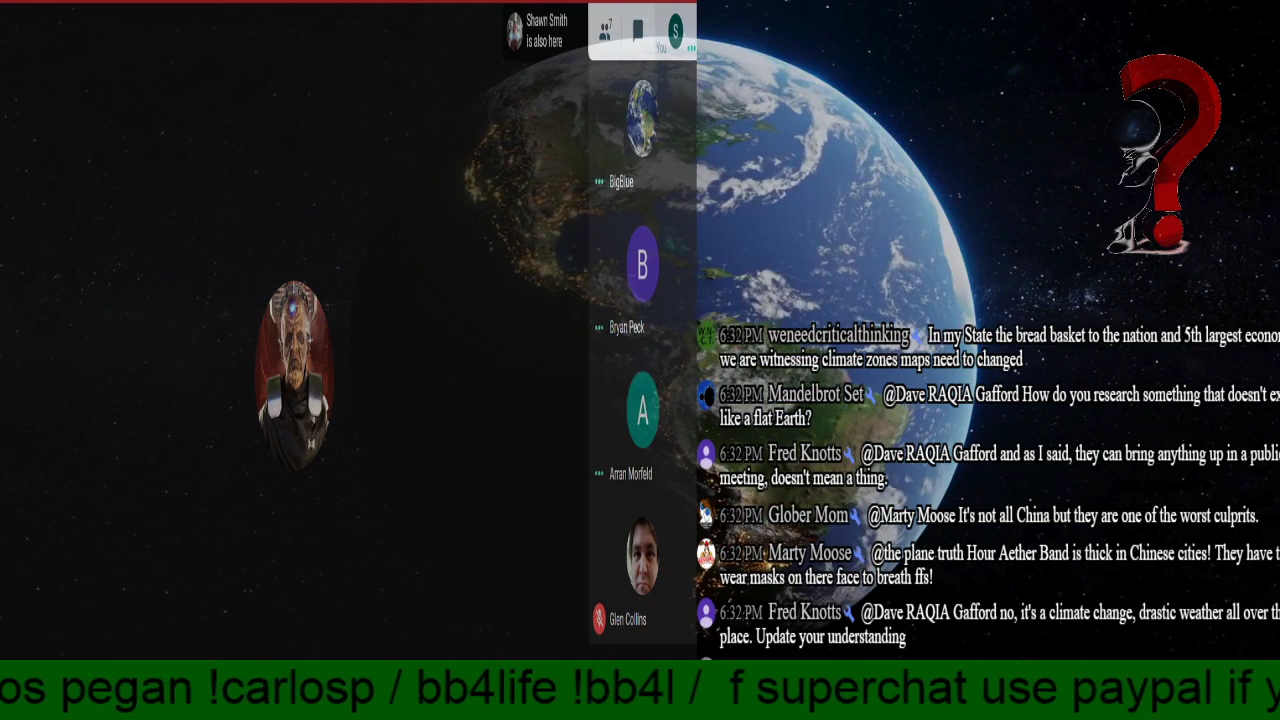 Shawn Smith
is also here
7
S
You
BigBlue
B
Bryan Peck
A
Arran Morfeld
Glen Collins
W.N.
C.T.
6:32 PM weneedcriticalthinking In my State the bread basket to the nation and 5th largest econo
we are witnessing climate zones maps need to changed
6:32 PM Mandelbrot Set @Dave RAQIA Gafford How do you research something that doesn't ex
like a flat Earth?
6:32 PM Fred Knotts @Dave RAQIA Gafford and as I said, they can bring anything up in a public
meeting, doesn't mean a thing.
6:32 PM Glober Mom @Marty Moose It's not all China but they are one of the worst culprits.
6:32 PM Marty Moose @the plane truth Hour Aether Band is thick in Chinese cities! They have t
wear masks on there face to breath ffs!
6:32 PM Fred Knotts @Dave RAQIA Gafford no, it's a climate change, drastic weather all over th
place. Update your understanding
os pegan !carlosp / bb4life !bb4l / f superchat use paypal if y